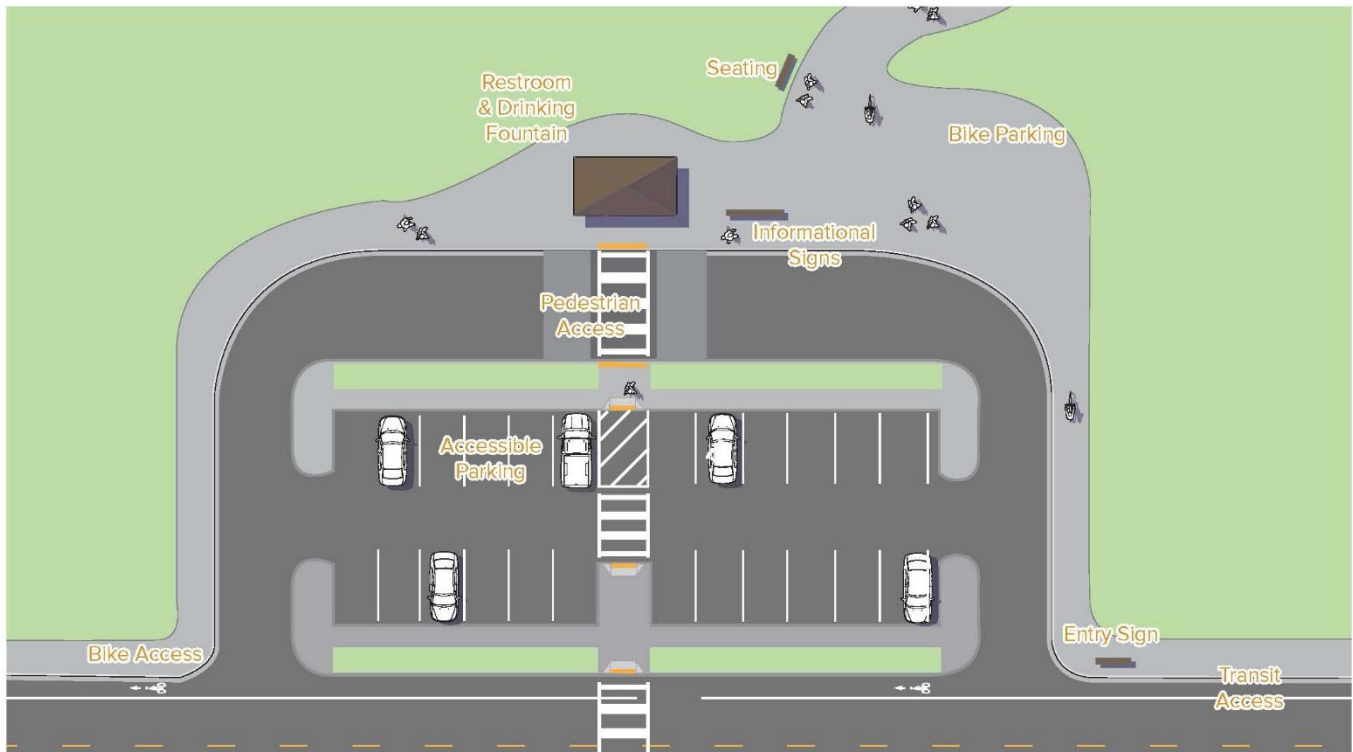 Seating
Restroom
& Drinking
Fountain
Bike Parking
Informational
Signs
Pedestrian
Access
Accessible
Parking
Entry Sign
Bike Access
Transit
Access